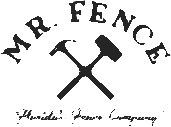 MR. FENCE
"Florida's Fence Company"